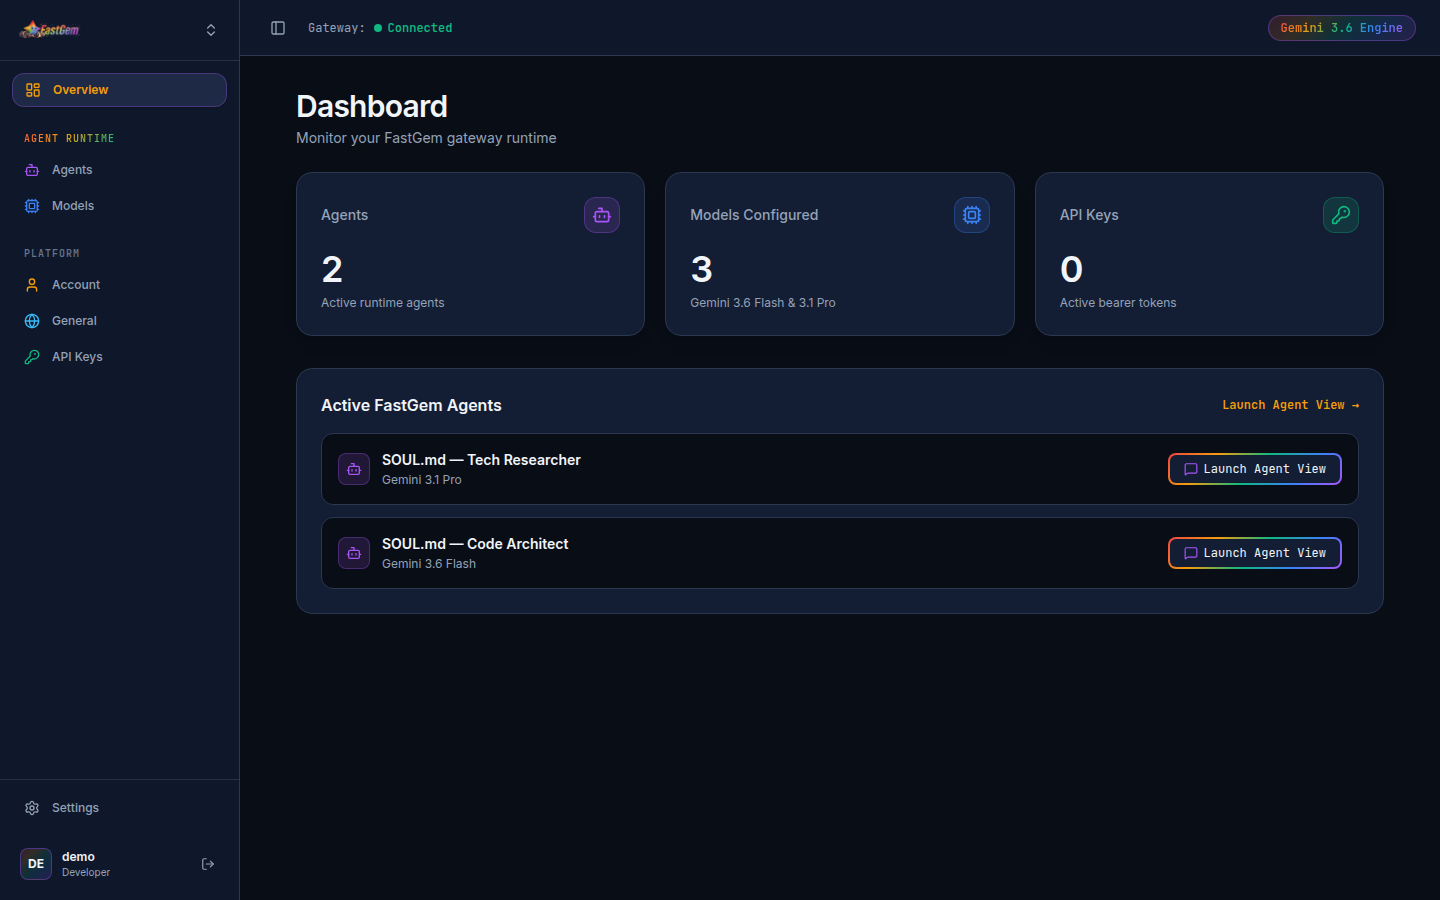 FastGem
Gateway: Connected
Gemini 3.6 Engine
Overview
AGENT RUNTIME
Agents
Models
PLATFORM
Account
General
API Keys
Settings
DE
demo
Developer
Dashboard
Monitor your FastGem gateway runtime
Agents
2
Active runtime agents
Models Configured
3
Gemini 3.6 Flash & 3.1 Pro
API Keys
0
Active bearer tokens
Active FastGem Agents
Launch Agent View →
SOUL.md — Tech Researcher
Gemini 3.1 Pro
Launch Agent View
SOUL.md — Code Architect
Gemini 3.6 Flash
Launch Agent View